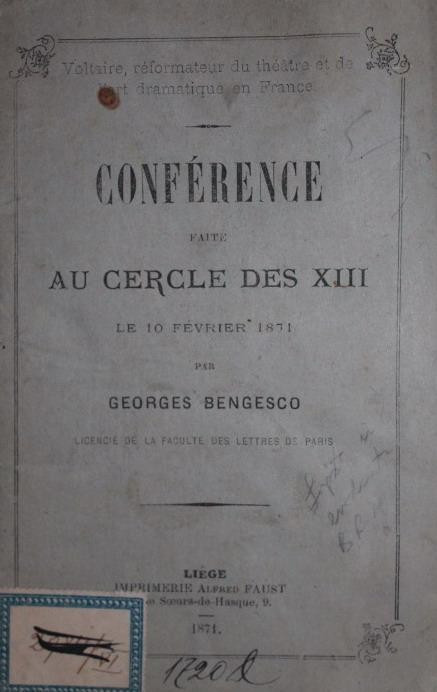 Voltaire, réformateur du théâtre et de
l'art dramatique en France.
CONFÉRENCE
FAITE
AU CERCLE DES XIII
LE 10 FÉVRIER 1871
PAR
GEORGES BENGESCO
LICENCIÉ DE LA FACULTÉ DES LETTRES DE PARIS
LIÉGE
IMPRIMERIE ALFRED FAUST
Sœurs-de-Hasque, 9.
1871.
1720